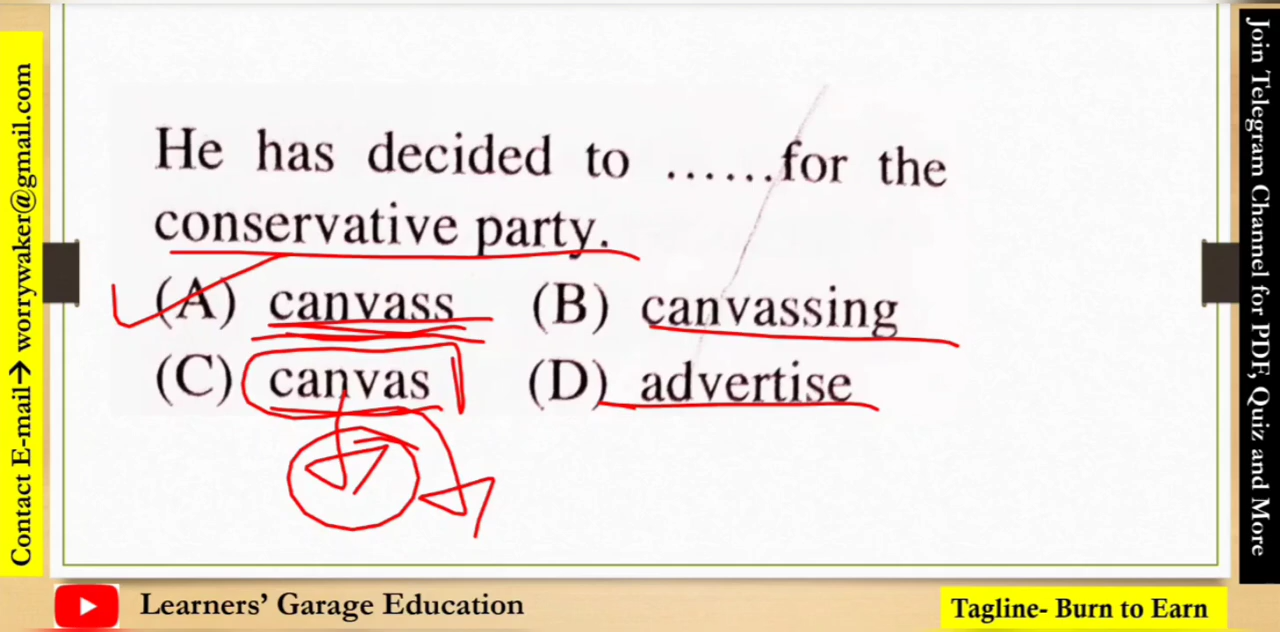 He has decided to ......for the
conservative party.
(A) canvass (B) canvassing
(C) canvas (D) advertise
Contact E-mail→ worrywaker@gmail.com
Join Telegram Channel for PDF, Quiz and More
Learners’ Garage Education
Tagline- Burn to Earn